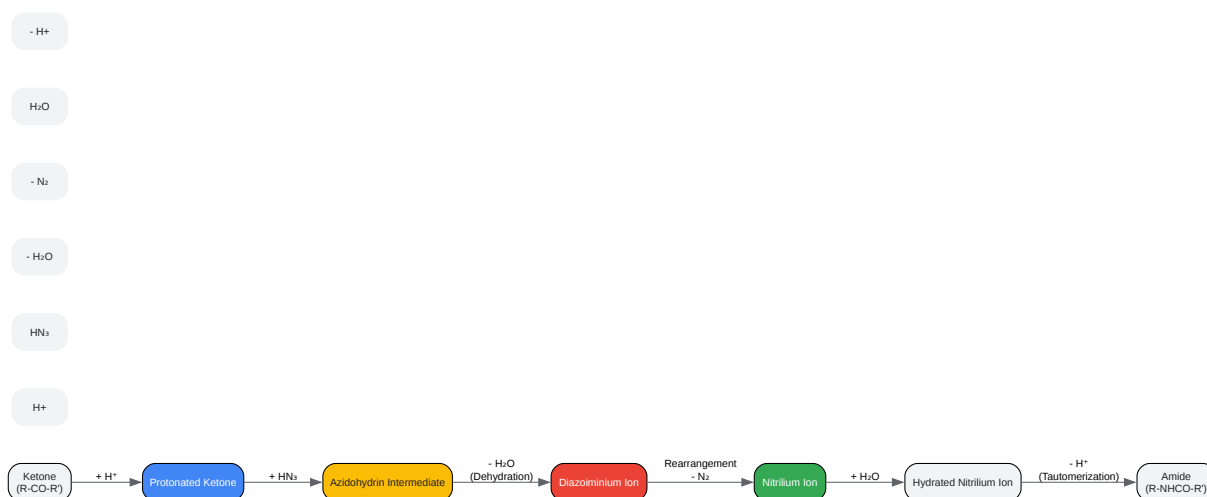 - H+
H₂O
- N₂
- H₂O
HN₃
H+
Ketone
(R-CO-R')
+ H⁺
Protonated Ketone
+ HN₃
Azidohydrin Intermediate
- H₂O
(Dehydration)
Diazoiminium Ion
Rearrangement
- N₂
Nitrilium Ion
+ H₂O
Hydrated Nitrilium Ion
- H⁺
(Tautomerization)
Amide
(R-NHCO-R')